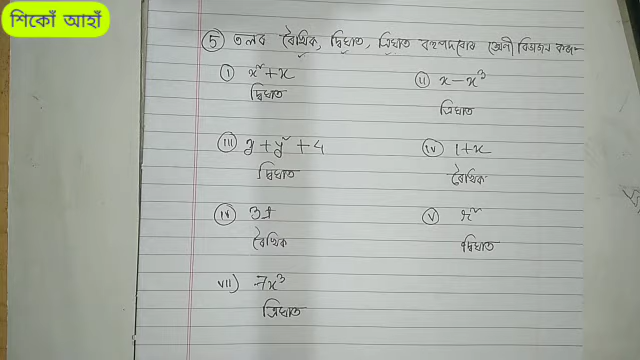 শিকোঁ আহাঁ
(5) তলৰ ৰৈখিক, দ্বিঘাত, ত্ৰিঘাত বহুপদবোৰ শ্ৰেণী বিভাজন কৰা-
(i) x² + x (ii) x - x³
দ্বিঘাত ত্ৰিঘাত
(iii) y + y² + 4 (iv) 1 + x
দ্বিঘাত ৰৈখিক
(iv) 3t (v) r²
ৰৈখিক দ্বিঘাত
vii) 7x³
ত্ৰিঘাত